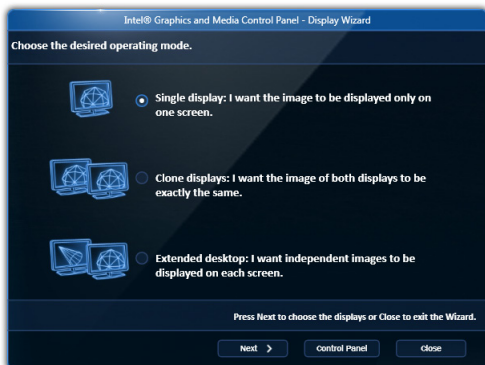 Intel® Graphics and Media Control Panel - Display Wizard
Choose the desired operating mode.
Single display: I want the image to be displayed only on
one screen.
Clone displays: I want the image of both displays to be
exactly the same.
Extended desktop: I want independent images to be
displayed on each screen.
Press Next to choose the displays or Close to exit the Wizard.
Next >
Control Panel
Close